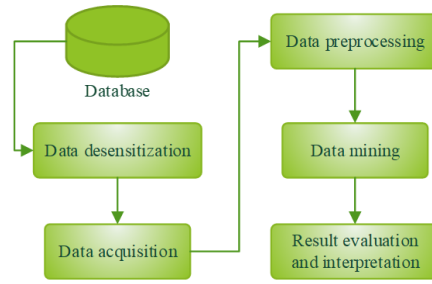 Database
Data desensitization
Data acquisition
Data preprocessing
Data mining
Result evaluation
and interpretation